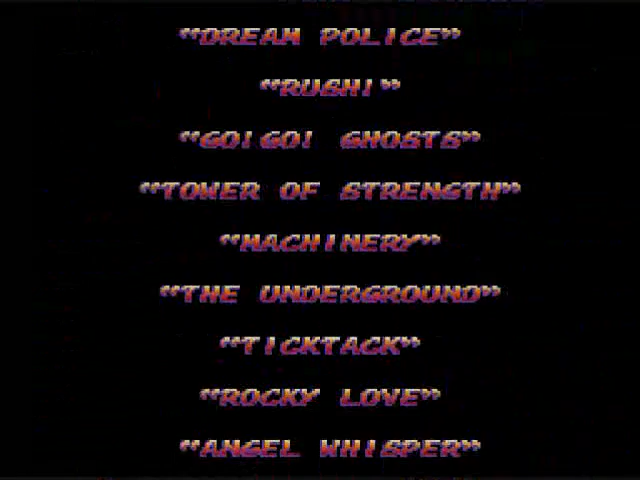 “DREAM POLICE”
“RUSH!”
“GO!GO! GHOSTS”
“TOWER OF STRENGTH”
“MACHINERY”
“THE UNDERGROUND”
“TICKTACK”
“ROCKY LOVE”
“ANGEL WHISPER”